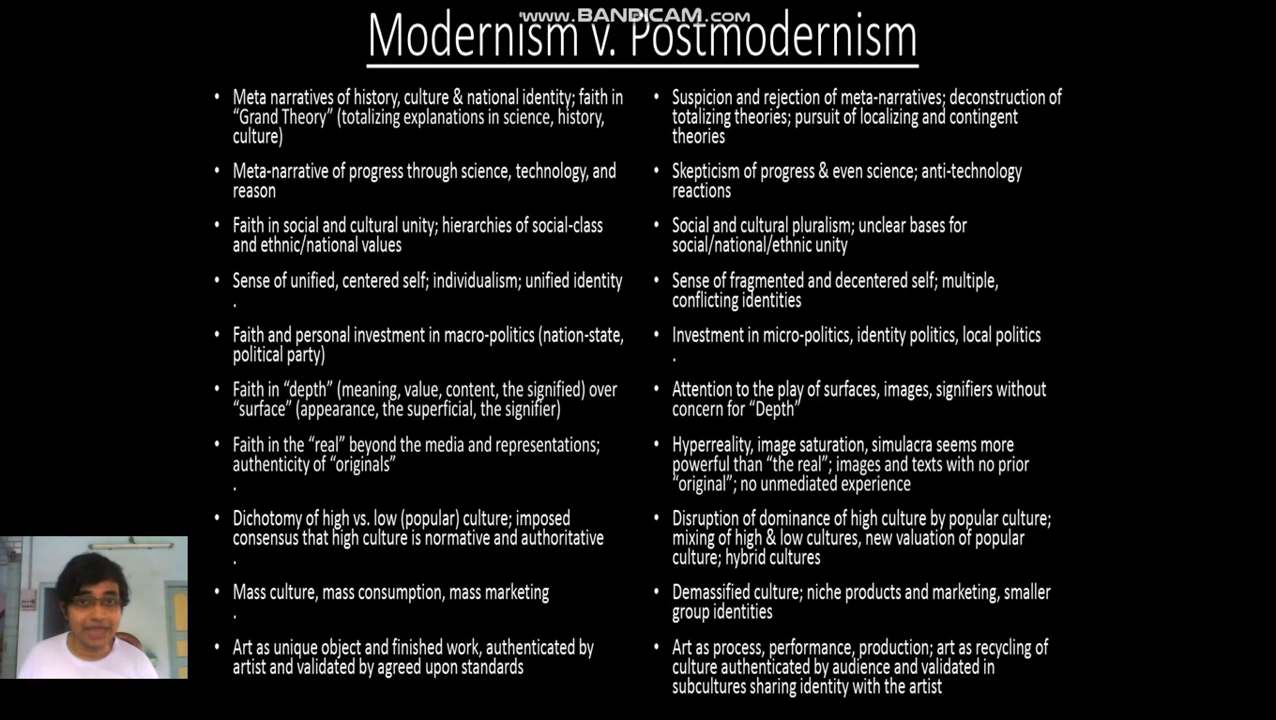 www.BANDICAM.com
Modernism v. Postmodernism
• Meta narratives of history, culture & national identity; faith in
“Grand Theory” (totalizing explanations in science, history,
culture)
• Meta-narrative of progress through science, technology, and
reason
• Faith in social and cultural unity; hierarchies of social-class
and ethnic/national values
• Sense of unified, centered self; individualism; unified identity
.
• Faith and personal investment in macro-politics (nation-state,
political party)
• Faith in “depth” (meaning, value, content, the signified) over
“surface” (appearance, the superficial, the signifier)
• Faith in the “real” beyond the media and representations;
authenticity of “originals”
.
• Dichotomy of high vs. low (popular) culture; imposed
consensus that high culture is normative and authoritative
.
• Mass culture, mass consumption, mass marketing
.
• Art as unique object and finished work, authenticated by
artist and validated by agreed upon standards
• Suspicion and rejection of meta-narratives; deconstruction of
totalizing theories; pursuit of localizing and contingent
theories
• Skepticism of progress & even science; anti-technology
reactions
• Social and cultural pluralism; unclear bases for
social/national/ethnic unity
• Sense of fragmented and decentered self; multiple,
conflicting identities
• Investment in micro-politics, identity politics, local politics
.
• Attention to the play of surfaces, images, signifiers without
concern for “Depth”
• Hyperreality, image saturation, simulacra seems more
powerful than “the real”; images and texts with no prior
“original”; no unmediated experience
• Disruption of dominance of high culture by popular culture;
mixing of high & low cultures, new valuation of popular
culture; hybrid cultures
• Demassified culture; niche products and marketing, smaller
group identities
• Art as process, performance, production; art as recycling of
culture authenticated by audience and validated in
subcultures sharing identity with the artist